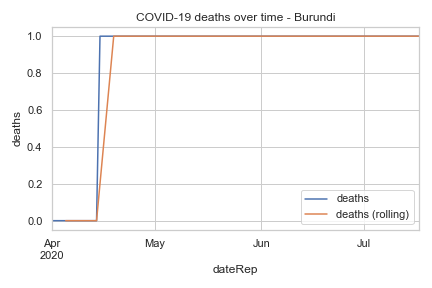 COVID-19 deaths over time - Burundi
deaths
1.0
0.8
0.6
0.4
0.2
0.0
deaths
deaths (rolling)
Apr
2020
May
Jun
Jul
dateRep